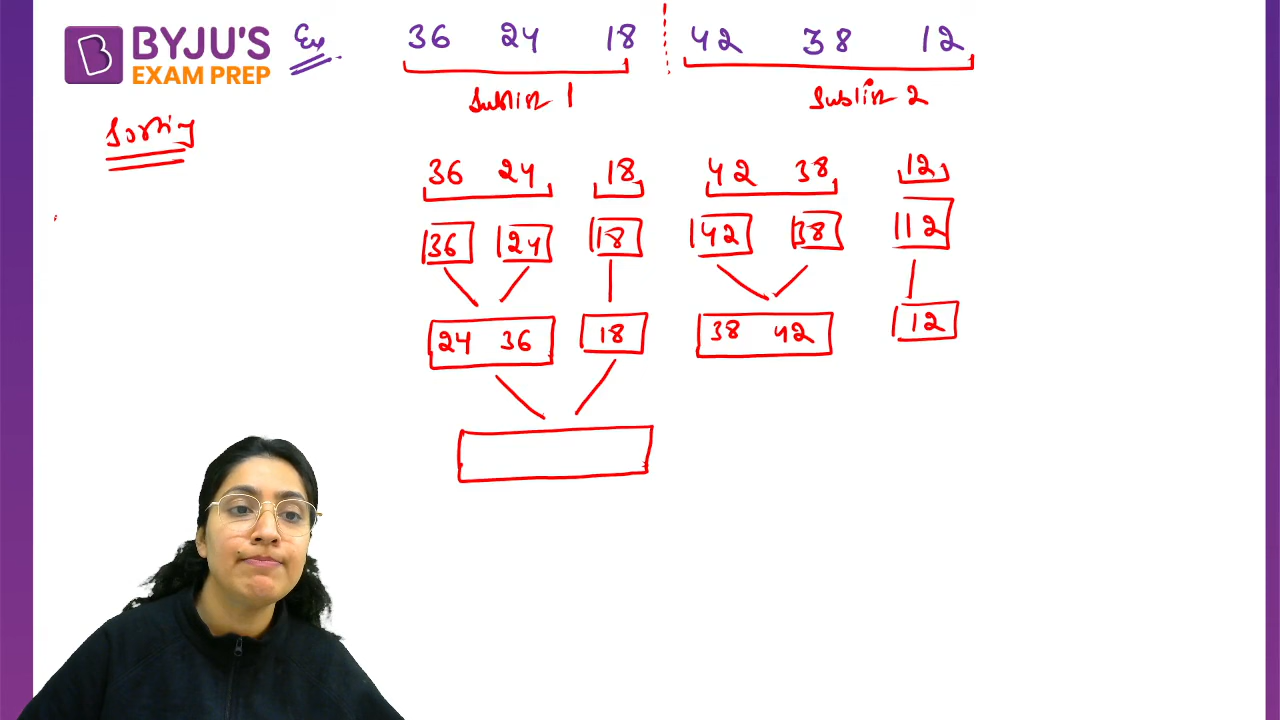 BYJU'S
EXAM PREP
Ex 36 24 18 42 38 12
Sublist 1 Sublist 2
Sorting
36 24 18 42 38 12
36 24 18 42 38 12
24 36 18 38 42 12